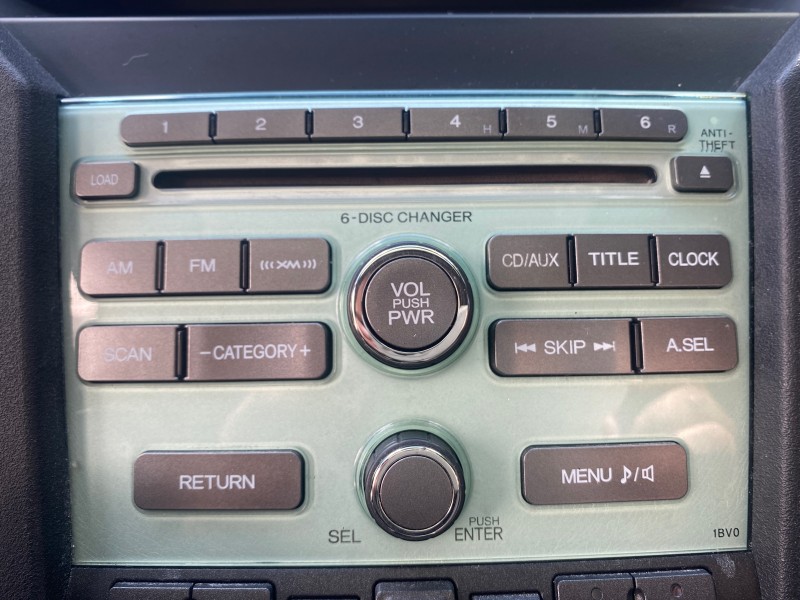 1 2 3 4 H 5 M 6 R
ANTI-
THEFT
LOAD
6-DISC CHANGER
AM FM (((XM))) CD/AUX TITLE CLOCK
VOL
PUSH
PWR
SCAN -CATEGORY+ SKIP A.SEL
RETURN MENU /
SEL PUSH
ENTER
1BV0